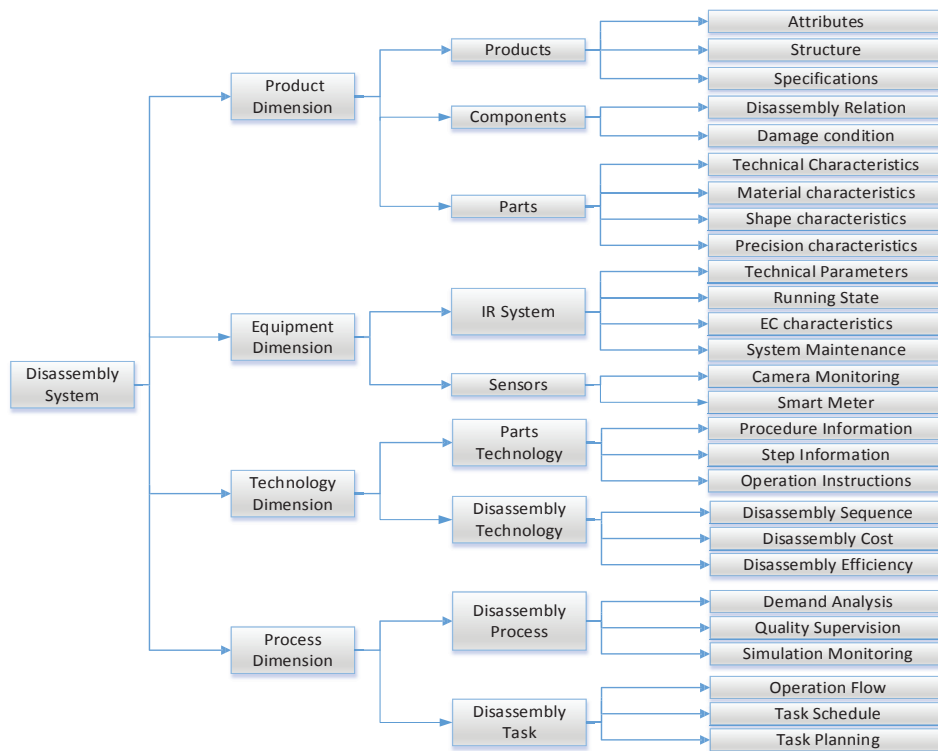 Disassembly
System
Product
Dimension
Products
Attributes
Structure
Specifications
Components
Disassembly Relation
Damage condition
Parts
Technical Characteristics
Material characteristics
Shape characteristics
Precision characteristics
Equipment
Dimension
IR System
Technical Parameters
Running State
EC characteristics
System Maintenance
Sensors
Camera Monitoring
Smart Meter
Technology
Dimension
Parts
Technology
Procedure Information
Step Information
Operation Instructions
Disassembly
Technology
Disassembly Sequence
Disassembly Cost
Disassembly Efficiency
Process
Dimension
Disassembly
Process
Demand Analysis
Quality Supervision
Simulation Monitoring
Disassembly
Task
Operation Flow
Task Schedule
Task Planning